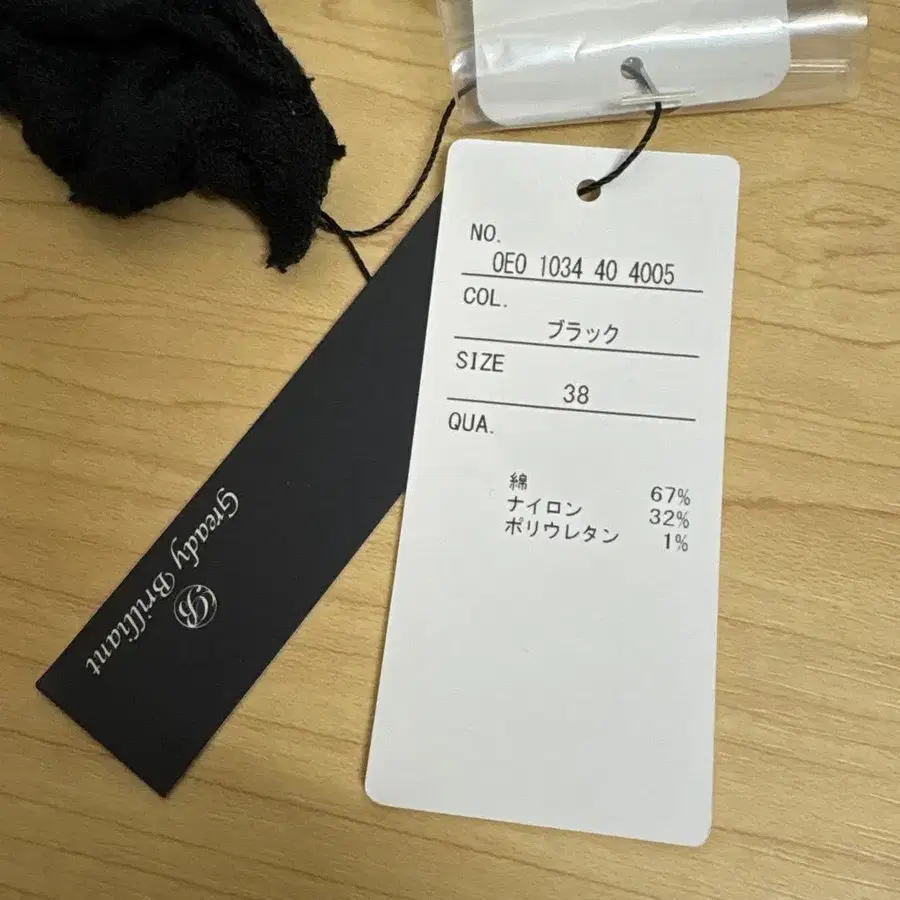 NO.
0E0 1034 40 4005
COL.
ブラック
SIZE
38
QUA.
綿 67%
ナイロン 32%
ポリウレタン 1%
Gready Brilliant
B